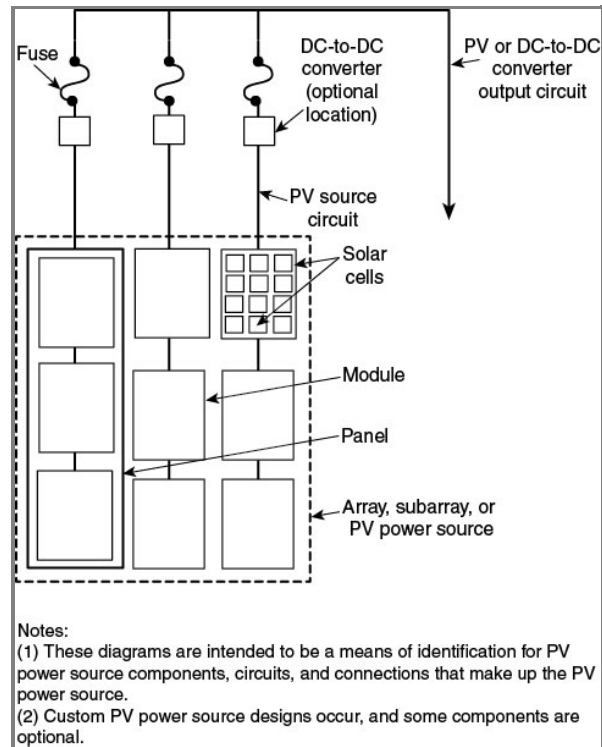 Fuse
DC-to-DC
converter
(optional
location)
PV or DC-to-DC
converter
output circuit
PV source
circuit
Solar
cells
Module
Panel
Array, subarray, or
PV power source
Notes:
(1) These diagrams are intended to be a means of identification for PV
power source components, circuits, and connections that make up the PV
power source.
(2) Custom PV power source designs occur, and some components are
optional.